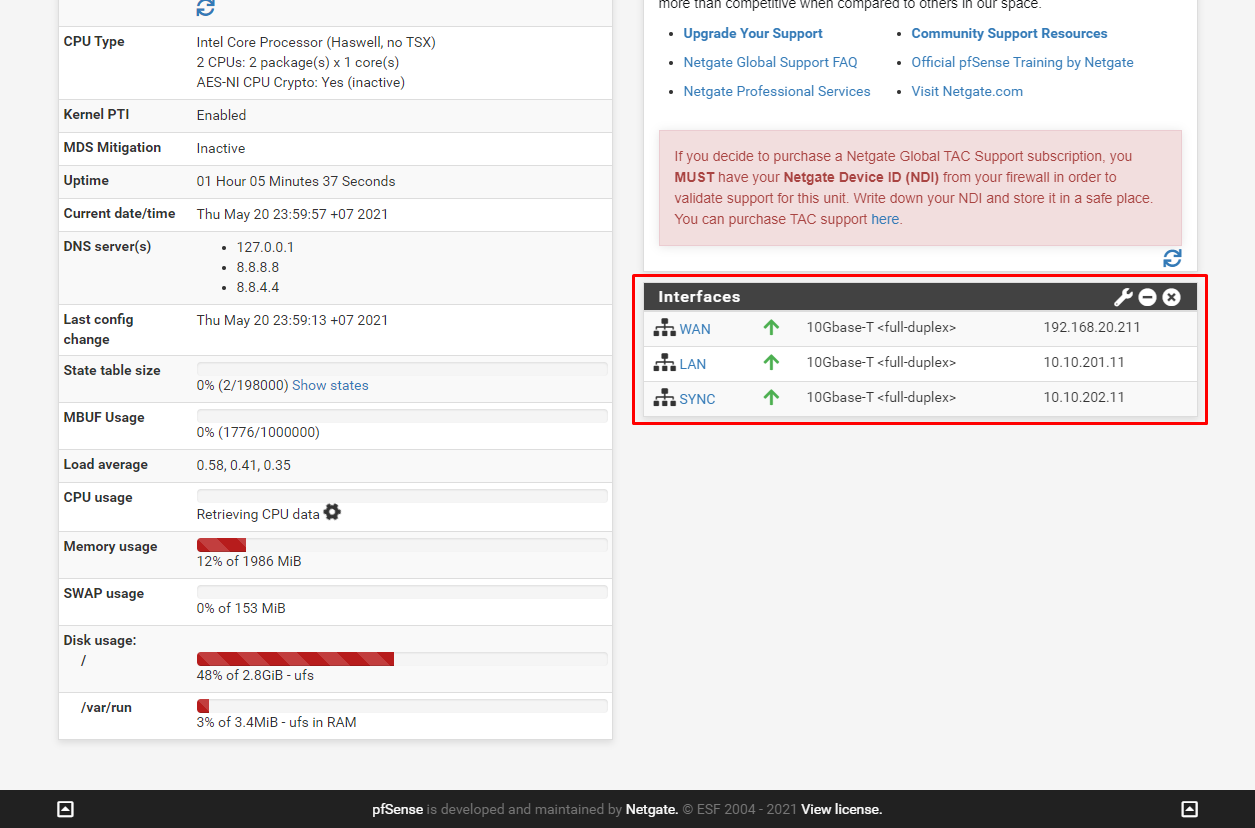 CPU Type
Intel Core Processor (Haswell, no TSX)
2 CPUs: 2 package(s) x 1 core(s)
AES-NI CPU Crypto: Yes (inactive)
Kernel PTI
Enabled
MDS Mitigation
Inactive
Uptime
01 Hour 05 Minutes 37 Seconds
Current date/time
Thu May 20 23:59:57 +07 2021
DNS server(s)
127.0.0.1
8.8.8.8
8.8.4.4
Last config
change
Thu May 20 23:59:13 +07 2021
State table size
0% (2/198000) Show states
MBUF Usage
0% (1776/1000000)
Load average
0.58, 0.41, 0.35
CPU usage
Retrieving CPU data
Memory usage
12% of 1986 MiB
SWAP usage
0% of 153 MiB
Disk usage:
/
48% of 2.8GiB - ufs
/var/run
3% of 3.4MiB - ufs in RAM
more than competitive when compared to others in our space.
Upgrade Your Support
Netgate Global Support FAQ
Netgate Professional Services
Community Support Resources
Official pfSense Training by Netgate
Visit Netgate.com
If you decide to purchase a Netgate Global TAC Support subscription, you
MUST have your Netgate Device ID (NDI) from your firewall in order to
validate support for this unit. Write down your NDI and store it in a safe place.
You can purchase TAC support here.
Interfaces
WAN 10Gbase-T <full-duplex> 192.168.20.211
LAN 10Gbase-T <full-duplex> 10.10.201.11
SYNC 10Gbase-T <full-duplex> 10.10.202.11
pfSense is developed and maintained by Netgate. © ESF 2004 - 2021 View license.